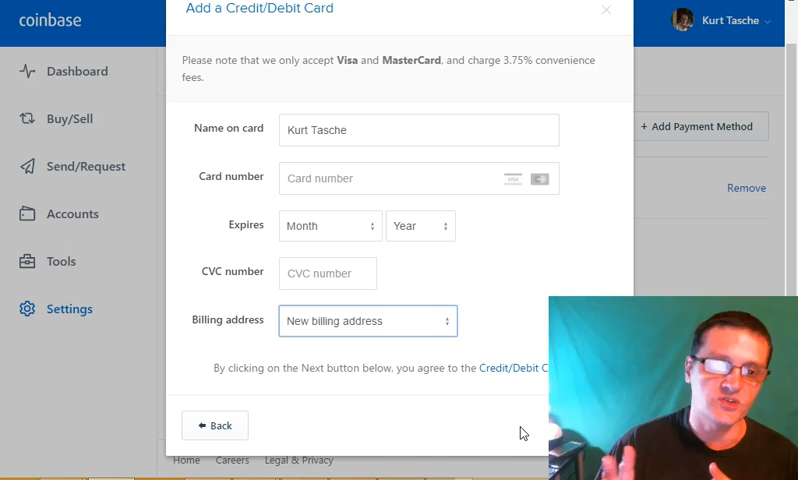 Add a Credit/Debit Card
coinbase
Kurt Tasche
Please note that we only accept Visa and MasterCard, and charge 3.75% convenience
fees.
Dashboard
Buy/Sell
Send/Request
Accounts
Tools
Settings
Name on card
Kurt Tasche
+ Add Payment Method
Card number
Card number
VISA
Remove
Expires
Month
Year
CVC number
CVC number
Billing address
New billing address
By clicking on the Next button below, you agree to the Credit/Debit C
Back
Home Careers Legal & Privacy